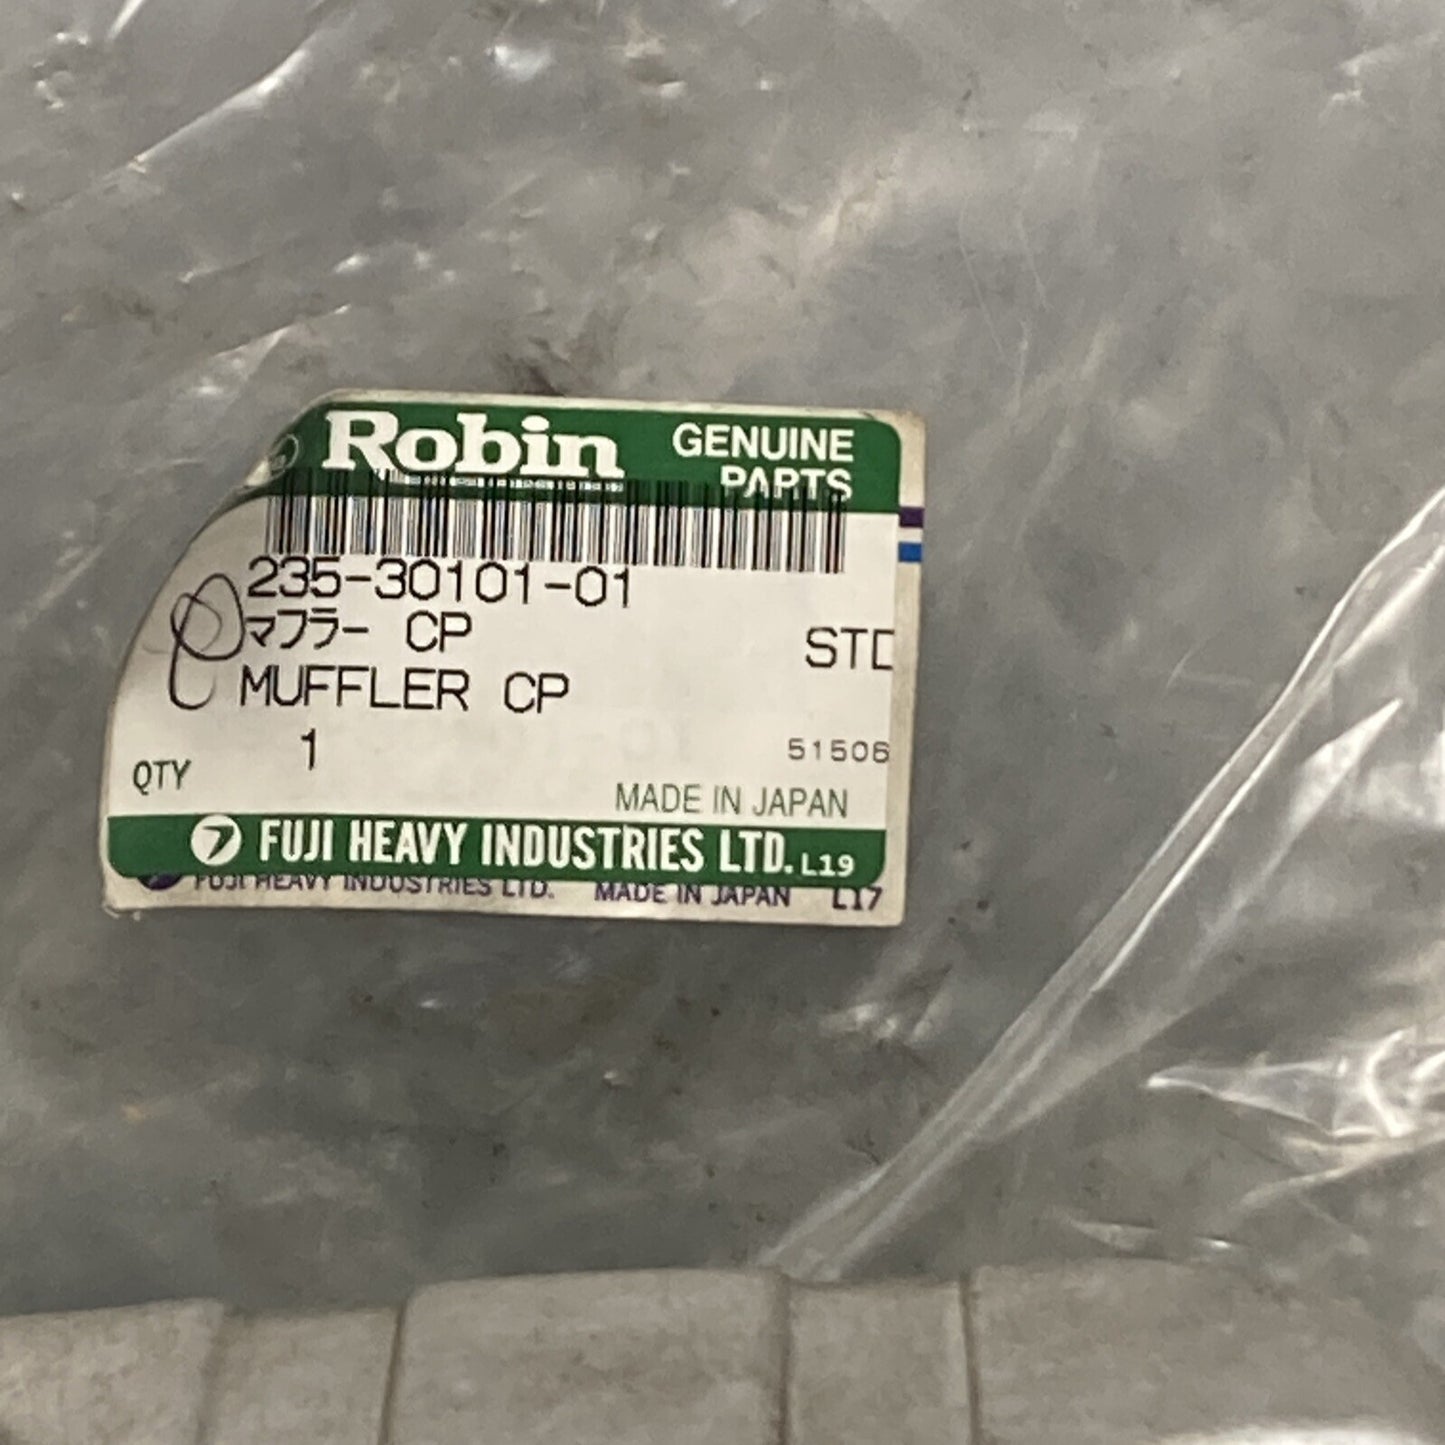 Robin GENUINE
PARTS
235-30101-01
マフラー CP
STD
MUFFLER CP
1
51506
QTY
MADE IN JAPAN
FUJI HEAVY INDUSTRIES LTD. L19
FUJI HEAVY INDUSTRIES LTD. MADE IN JAPAN L17